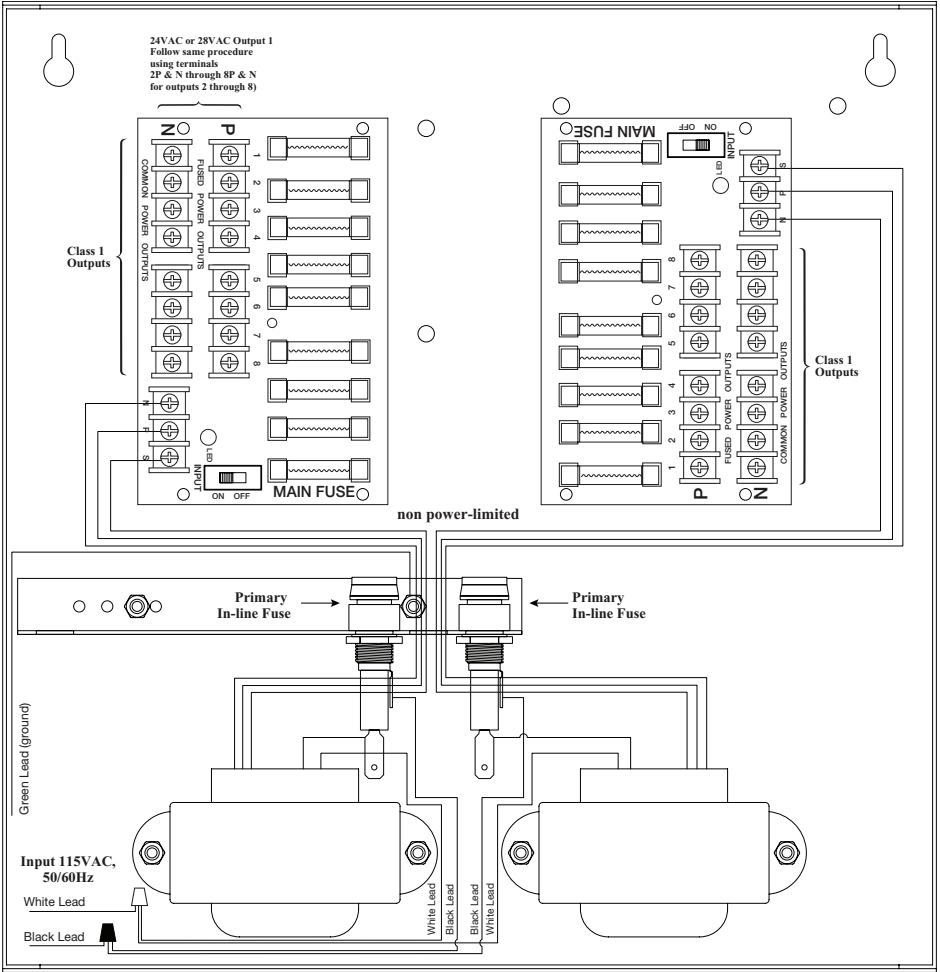 24VAC or 28VAC Output 1
Follow same procedure
using terminals
2P & N through 8P & N
for outputs 2 through 8)
N P
COMMON POWER OUTPUTS
FUSED POWER OUTPUTS
1
2
3
4
5
6
7
8
Class 1
Outputs
N
P
S
LED
INPUT
ON OFF
MAIN FUSE
MAIN FUSE
OFF ON
INPUT
LED
S
P
N
8
7
6
5
4
3
2
1
FUSED POWER OUTPUTS
COMMON POWER OUTPUTS
P N
Class 1
Outputs
non power-limited
Primary
In-line Fuse
Primary
In-line Fuse
Green Lead (ground)
Input 115VAC,
50/60Hz
White Lead
Black Lead
White Lead
Black Lead
Black Lead
White Lead